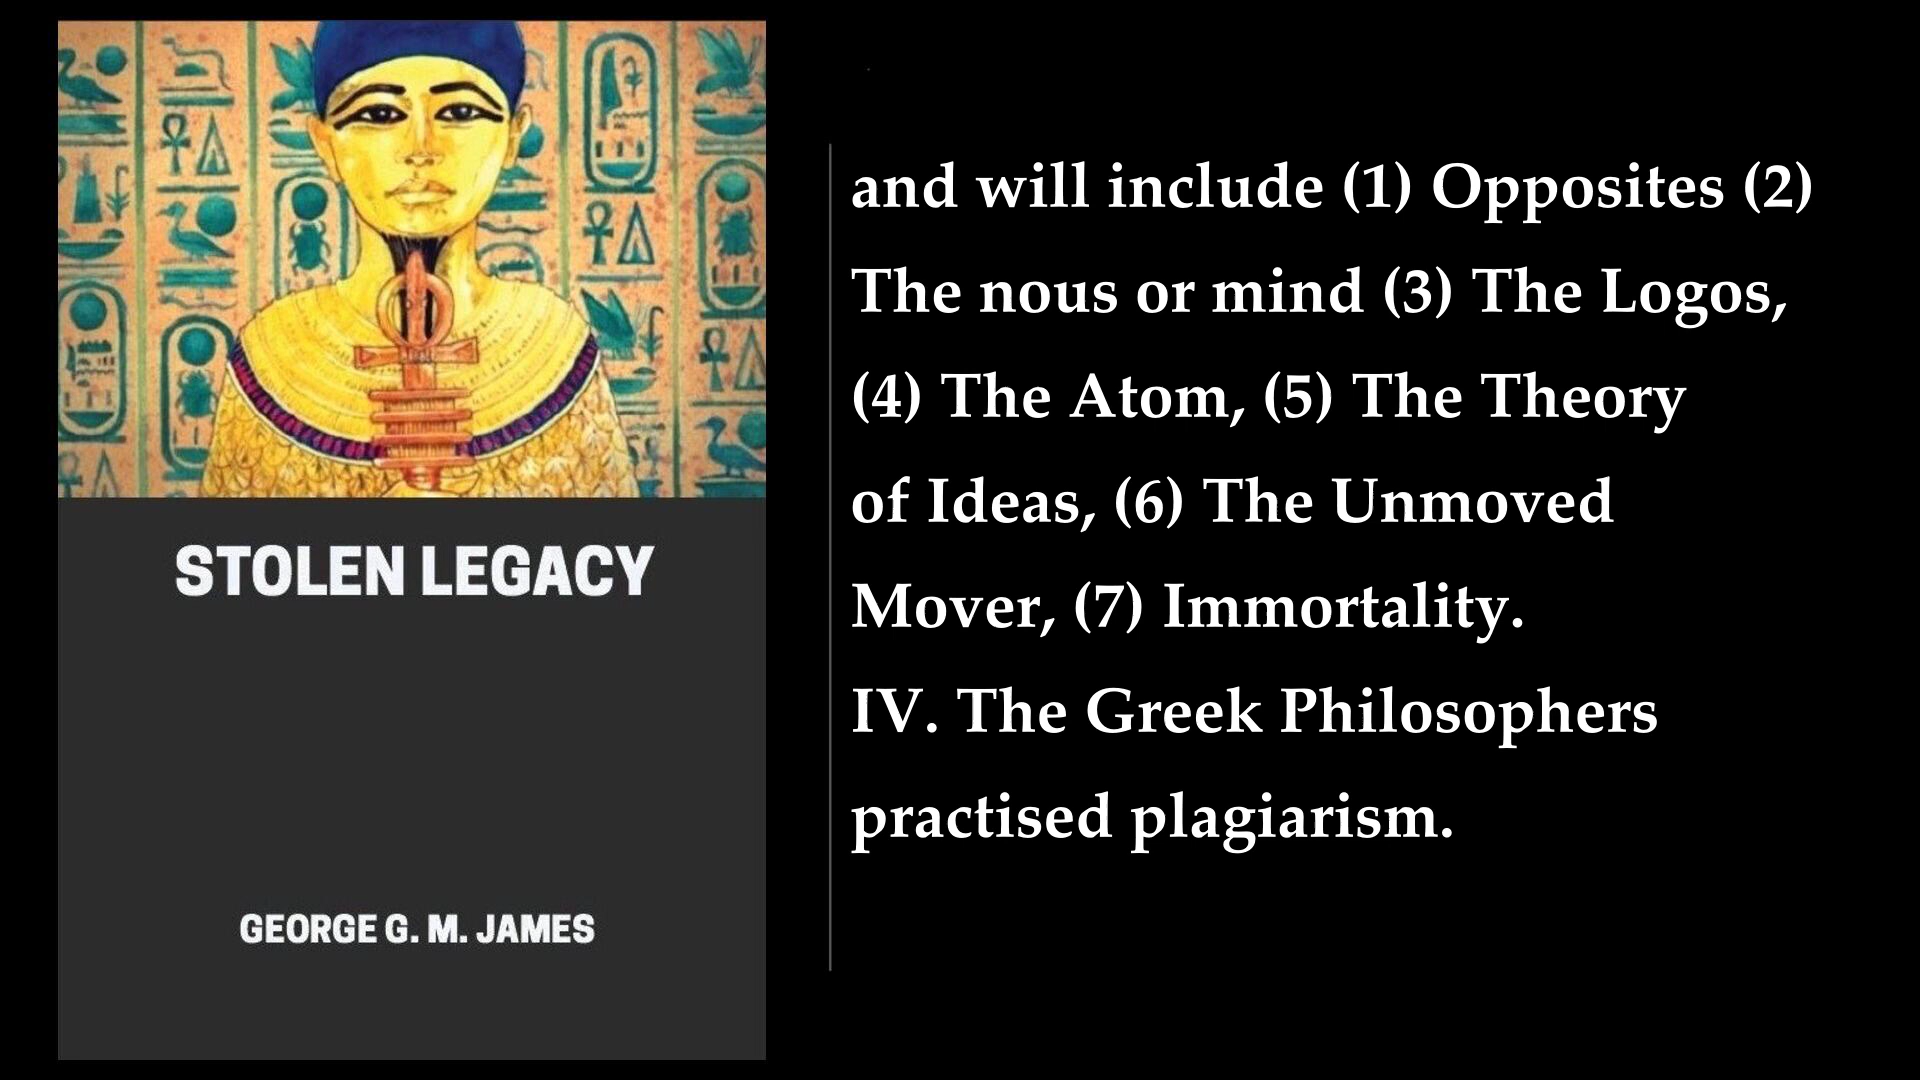 STOLEN LEGACY
GEORGE G. M. JAMES
and will include (1) Opposites (2)
The nous or mind (3) The Logos,
(4) The Atom, (5) The Theory
of Ideas, (6) The Unmoved
Mover, (7) Immortality.
IV. The Greek Philosophers
practised plagiarism.